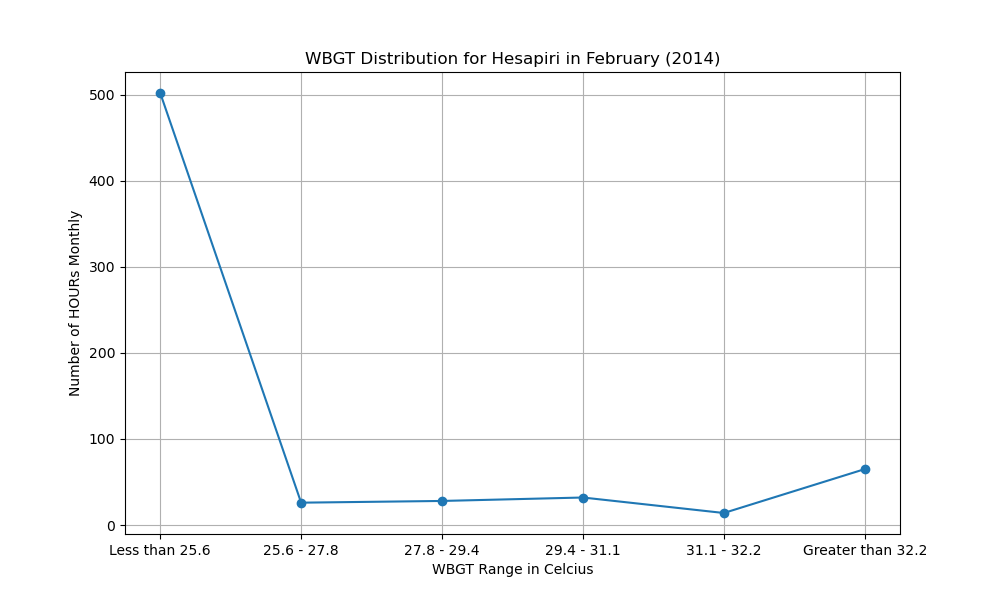 WBGT Distribution for Hesapiri in February (2014)
Number of HOURs Monthly
500
400
300
200
100
0
Less than 25.6 25.6 - 27.8 27.8 - 29.4 29.4 - 31.1 31.1 - 32.2 Greater than 32.2
WBGT Range in Celcius